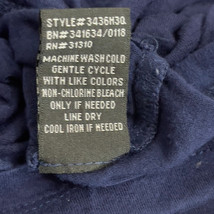 STYLE#3436H3Q
BN#341634/0118
RN#31310
MACHINE WASH COLD
GENTLE CYCLE
WITH LIKE COLORS
NON-CHLORINE BLEACH
ONLY IF NEEDED
LINE DRY
COOL IRON IF NEEDED